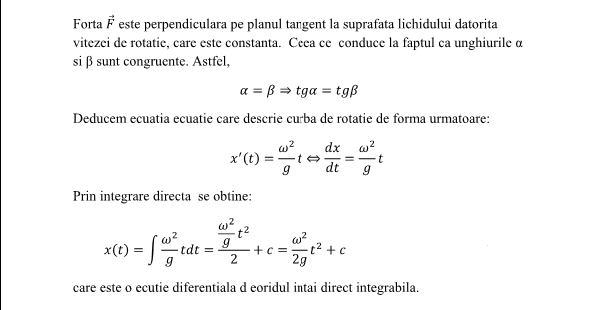 Forta F⃗ este perpendiculara pe planul tangent la suprafata lichidului datorita
vitezei de rotatie, care este constanta. Ceea ce conduce la faptul ca unghiurile α
si β sunt congruente. Astfel,
α = β ⇒ tgα = tgβ
Deducem ecuatia ecuatie care descrie curba de rotatie de forma urmatoare:
x′(t) = ω²/g t ⇔ dx/dt = ω²/g t
Prin integrare directa se obtine:
x(t) = ∫ ω²/g tdt = (ω²/g t²)/2 + c = ω²/2g t² + c
care este o ecutie diferentiala d eoridul intai direct integrabila.